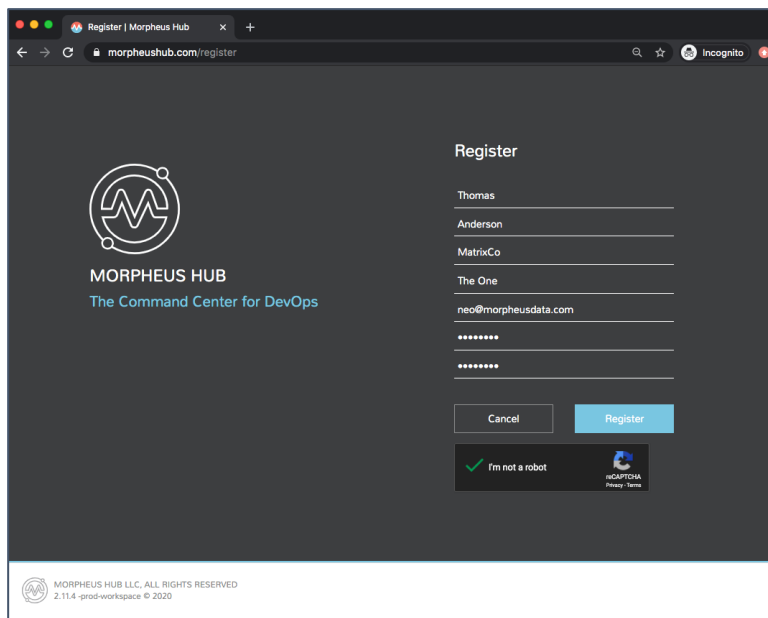 Register | Morpheus Hub
morpheushub.com/register
Incognito
MORPHEUS HUB
The Command Center for DevOps
Register
Thomas
Anderson
MatrixCo
The One
neo@morpheusdata.com
••••••••
••••••••
Cancel
Register
I'm not a robot
reCAPTCHA
Privacy - Terms
MORPHEUS HUB LLC, ALL RIGHTS RESERVED
2.11.4 -prod-workspace © 2020